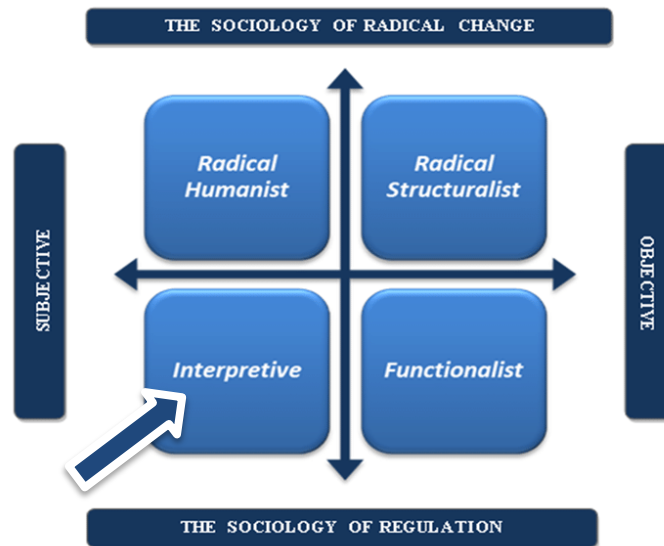 THE SOCIOLOGY OF RADICAL CHANGE
Radical
Humanist
Radical
Structuralist
SUBJECTIVE
OBJECTIVE
Interpretive
Functionalist
THE SOCIOLOGY OF REGULATION